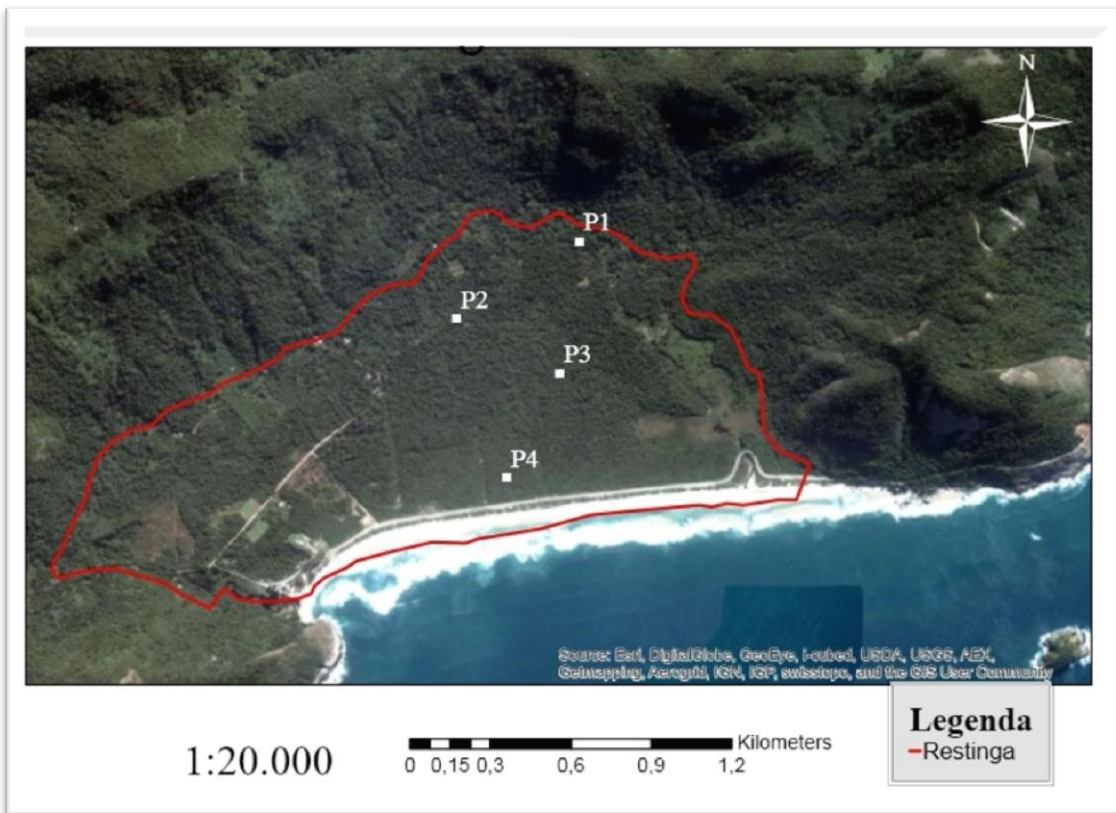 N
P1
P2
P3
P4
Source: Esri, DigitalGlobe, GeoEye, i-cubed, USDA, USGS, AEX,
Getmapping, Aerogrid, IGN, IGP, swisstopo, and the GIS User Community
Legenda
Restinga
1:20.000
Kilometers
0 0,15 0,3 0,6 0,9 1,2